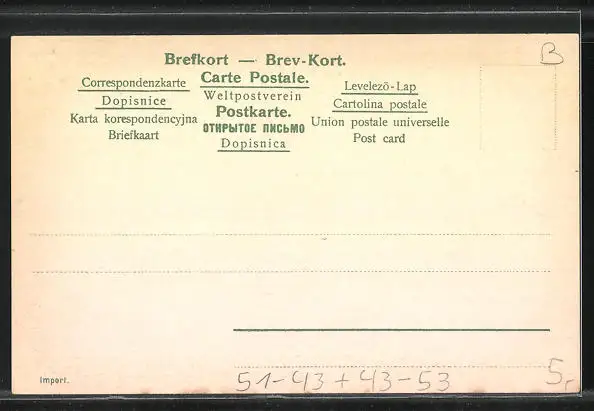 Brefkort — Brev-Kort.
B
Correspondenzkarte
Dopisnice
Karta korespondencyjna
Briefkaart
Carte Postale.
Weltpostverein
Postkarte.
ОТКРЫТОЕ ПИСЬМО
Dopisnica
Levelező-Lap
Cartolina postale
Union postale universelle
Post card
Import.
51-43+43-53
5,-